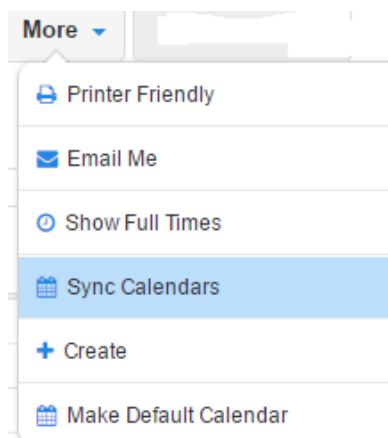 More
Printer Friendly
Email Me
Show Full Times
Sync Calendars
Create
Make Default Calendar